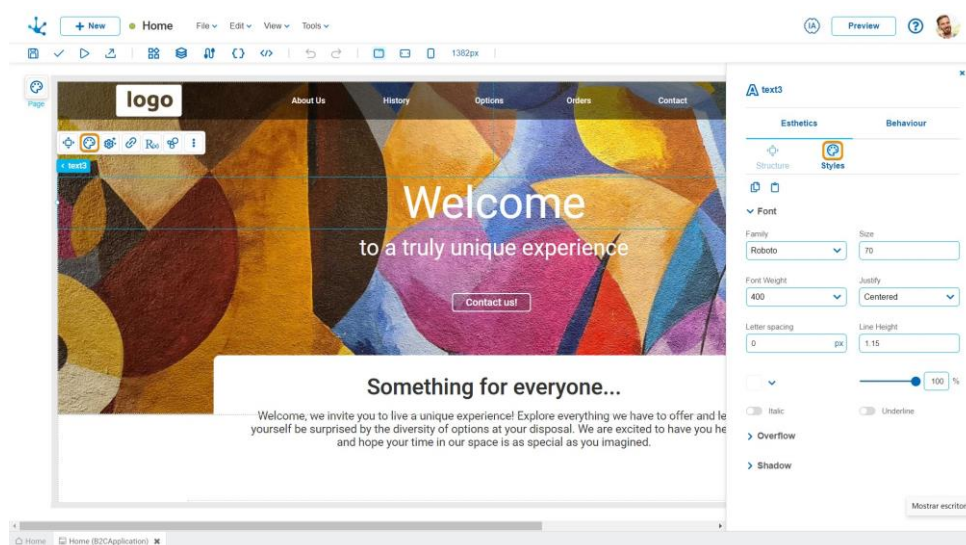 + New
Home
File
Edit
View
Tools
IA
Preview
?
1382px
Page
logo
About Us
History
Options
Orders
Contact
text3
< text3
Welcome
to a truly unique experience
Contact us!
Something for everyone...
Welcome, we invite you to live a unique experience! Explore everything we have to offer and le
yourself be surprised by the diversity of options at your disposal. We are excited to have you he
and hope your time in our space is as special as you imagined.
Esthetics
Behaviour
Structure
Styles
Font
Family
Size
Roboto
70
Font Weight
Justify
400
Centered
Letter spacing
Line Height
0
px
1.15
100
%
Italic
Underline
Overflow
Shadow
Mostrar escritor
Home
Home (B2CApplication)